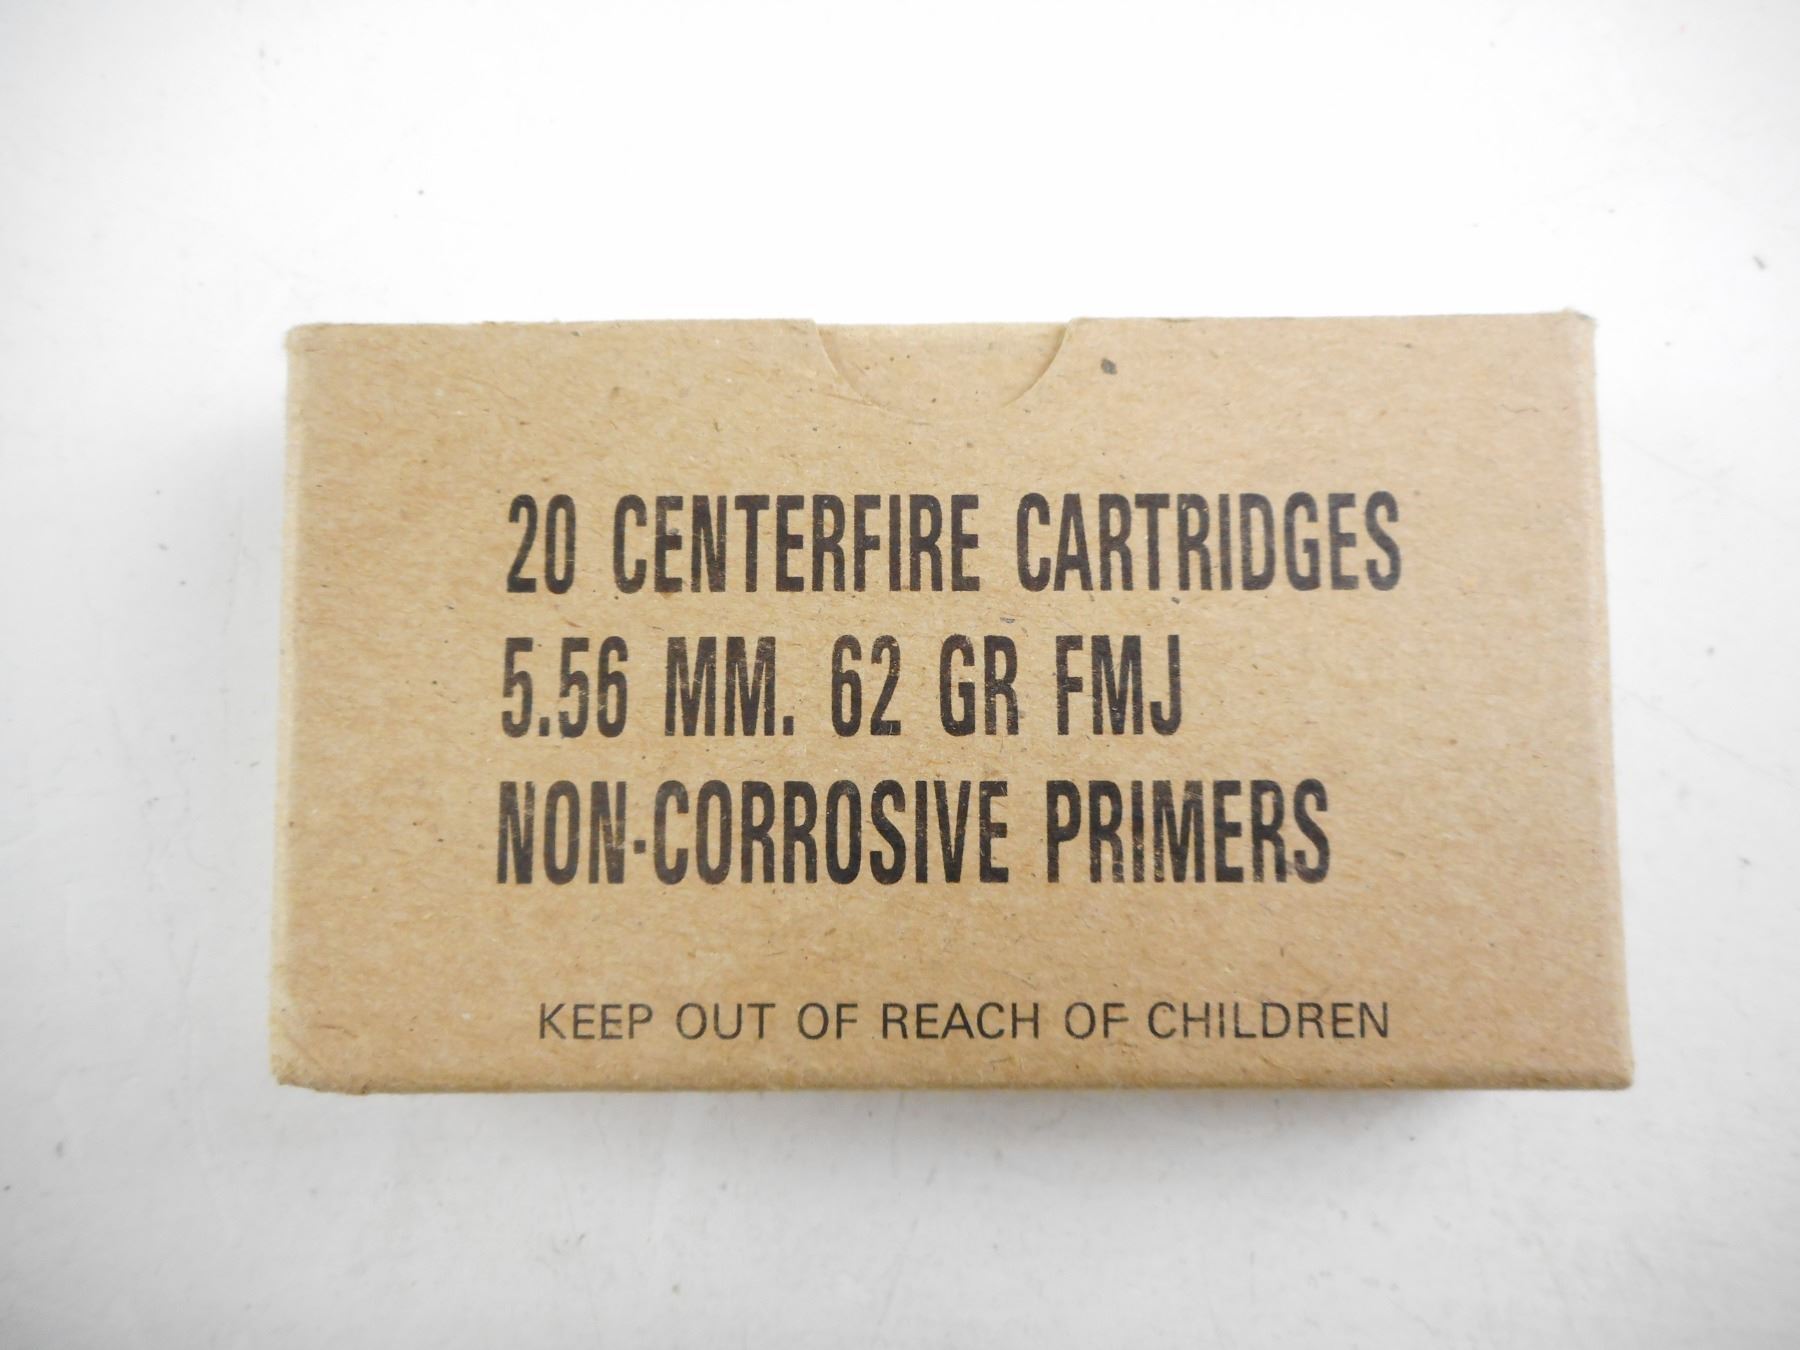 20 CENTERFIRE CARTRIDGES
5.56 MM. 62 GR FMJ
NON-CORROSIVE PRIMERS
KEEP OUT OF REACH OF CHILDREN